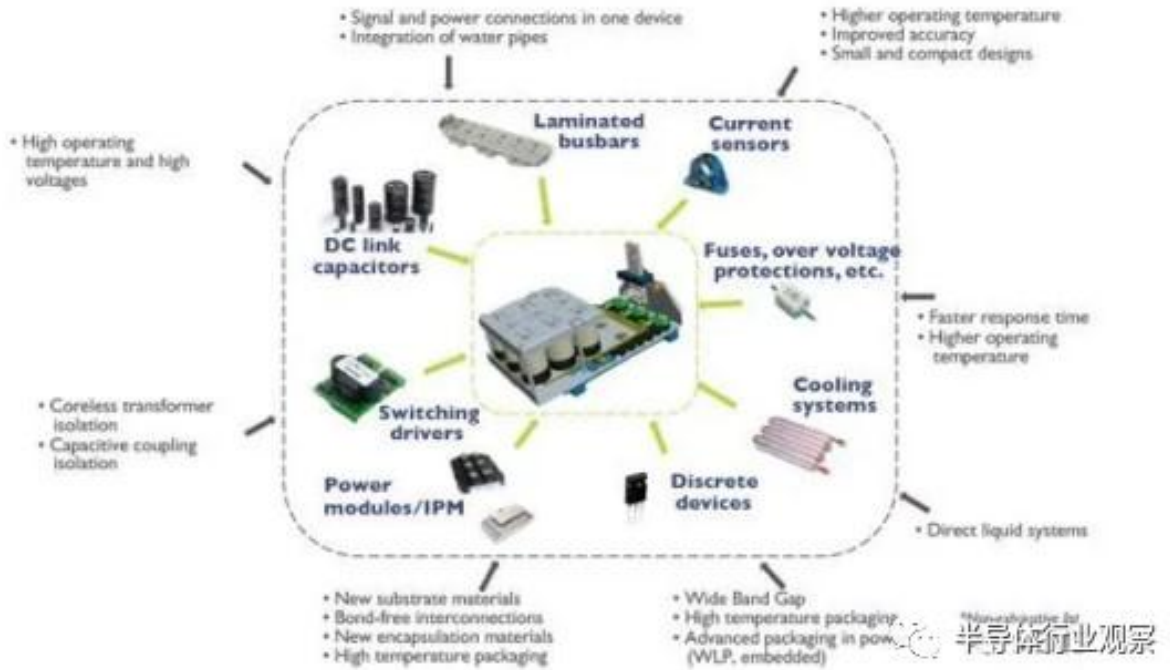 • Signal and power connections in one device
• Integration of water pipes
• Higher operating temperature
• Improved accuracy
• Small and compact designs
Laminated
busbars
Current
sensors
• High operating
temperature and high
voltages
DC link
capacitors
Fuses, over voltage
protections, etc.
• Faster response time
• Higher operating
temperature
Cooling
systems
• Coreless transformer
isolation
• Capacitive coupling
isolation
Switching
drivers
Power
modules/IPM
Discrete
devices
• Direct liquid systems
• New substrate materials
• Bond-free interconnections
• New encapsulation materials
• High temperature packaging
• Wide Band Gap
• High temperature packaging
• Advanced packaging in
(WLP, embedded)
*Non-exhaustive list
半导体行业观察